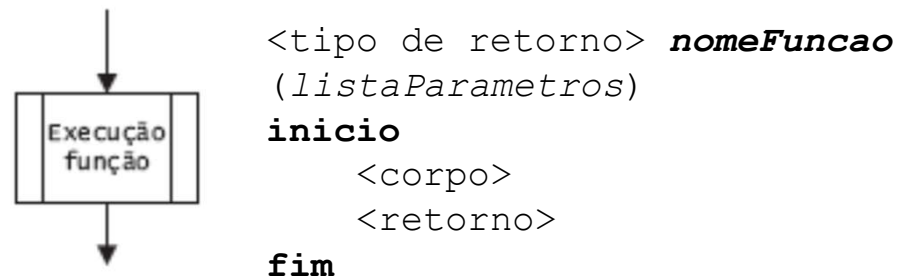 Execução
função
<tipo de retorno> nomeFuncao
(listaParametros)
inicio
<corpo>
<retorno>
fim